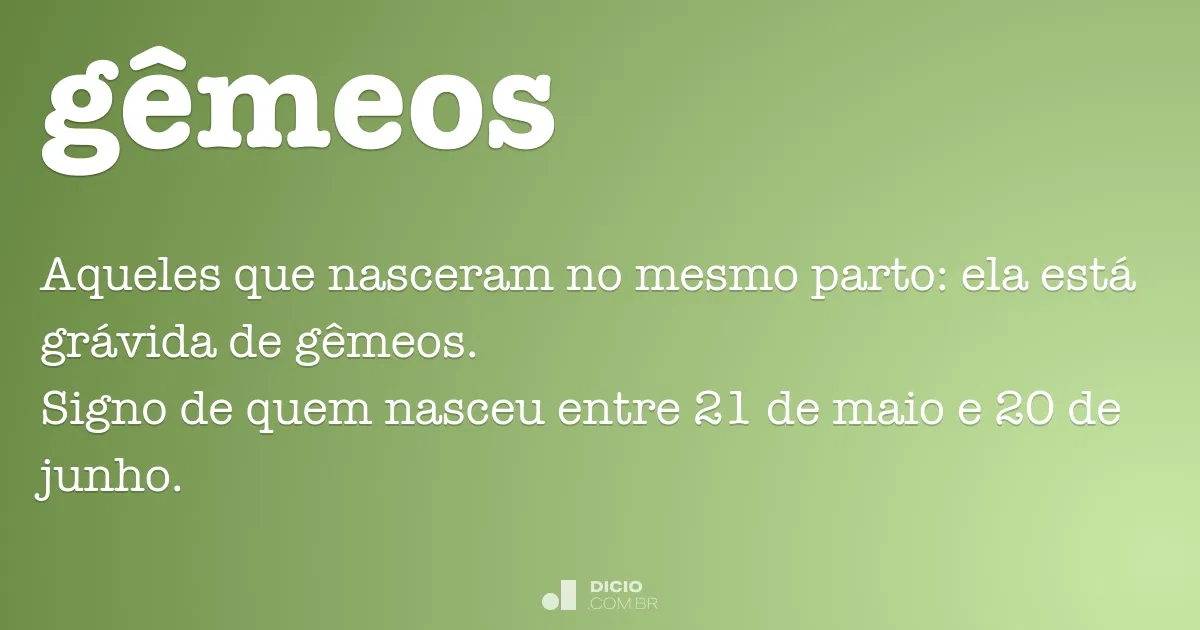 gêmeos
Aqueles que nasceram no mesmo parto: ela está
grávida de gêmeos.
Signo de quem nasceu entre 21 de maio e 20 de
junho.
DICIO
.COM.BR